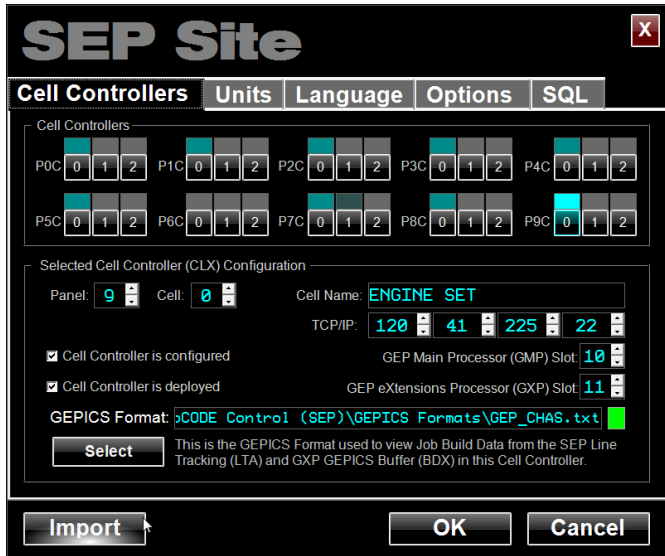 SEP Site
X
Cell Controllers Units Language Options SQL
Cell Controllers
P0C 0 1 2 P1C 0 1 2 P2C 0 1 2 P3C 0 1 2 P4C 0 1 2
P5C 0 1 2 P6C 0 1 2 P7C 0 1 2 P8C 0 1 2 P9C 0 1 2
Selected Cell Controller (CLX) Configuration
Panel: 9 Cell: 0 Cell Name: ENGINE SET
TCP/IP: 120 41 225 22
Cell Controller is configured GEP Main Processor (GMP) Slot: 10
Cell Controller is deployed GEP eXtensions Processor (GXP) Slot: 11
GEPICS Format: oCODE Control (SEP)\GEPICS Formats\GEP_CHAS.txt
Select This is the GEPICS Format used to view Job Build Data from the SEP Line
Tracking (LTA) and GXP GEPICS Buffer (BDX) in this Cell Controller.
Import OK Cancel